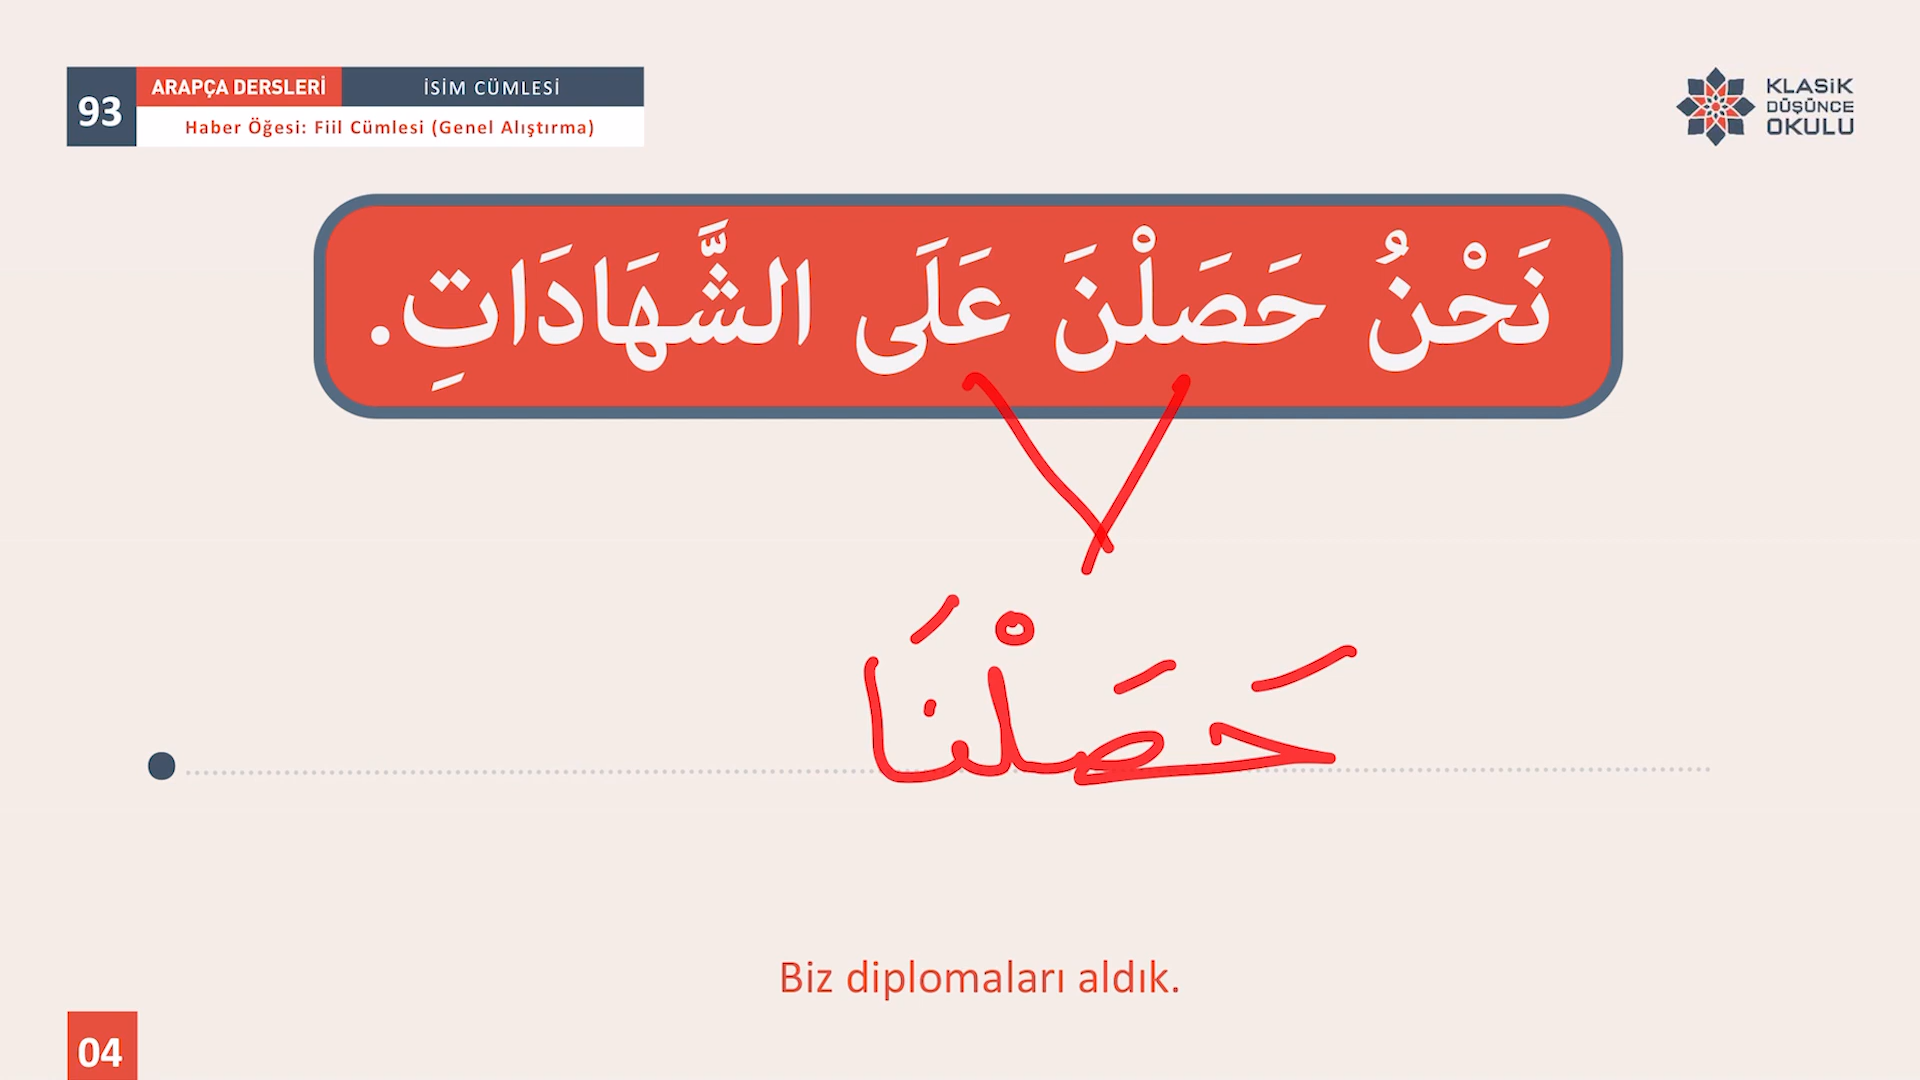 93
ARAPÇA DERSLERİ
İSİM CÜMLESİ
Haber Öğesi: Fiil Cümlesi (Genel Alıştırma)
KLASİK
DÜŞÜNCE
OKULU
نَحْنُ حَصَلْنَ عَلَى الشَّهَادَاتِ.
حَصَلْنَا
Biz diplomaları aldık.
04